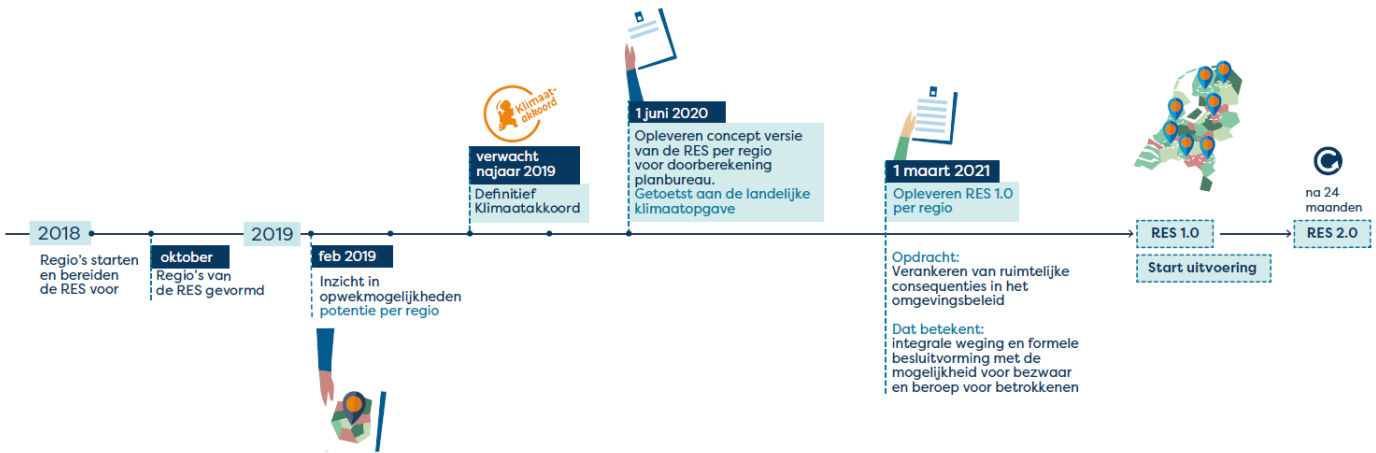 2018
Regio's starten
en bereiden
de RES voor
oktober
Regio's van
de RES gevormd
2019
feb 2019
Inzicht in
opwekmogelijkheden
potentie per regio
Klimaat-
akkoord
verwacht
najaar 2019
Definitief
Klimaatakkoord
1 juni 2020
Opleveren concept versie
van de RES per regio
voor doorberekening
planbureau.
Getoetst aan de landelijke
klimaatopgave
1 maart 2021
Opleveren RES 1.0
per regio
Opdracht:
Verankeren van ruimtelijke
consequenties in het
omgevingsbeleid
Dat betekent:
integrale weging en formele
besluitvorming met de
mogelijkheid voor bezwaar
en beroep voor betrokkenen
RES 1.0
Start uitvoering
na 24
maanden
RES 2.0